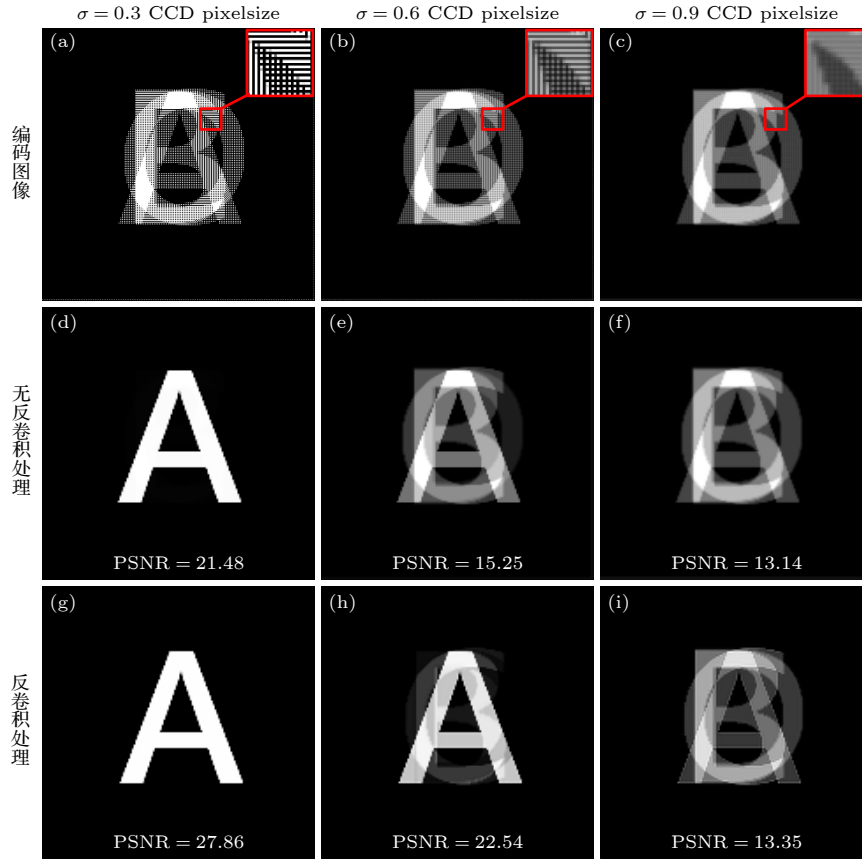 σ = 0.3 CCD pixelsize
σ = 0.6 CCD pixelsize
σ = 0.9 CCD pixelsize
编码图像
(a)
(b)
(c)
无反卷积处理
(d)
A
PSNR = 21.48
(e)
PSNR = 15.25
(f)
PSNR = 13.14
反卷积处理
(g)
A
PSNR = 27.86
(h)
A
PSNR = 22.54
(i)
PSNR = 13.35